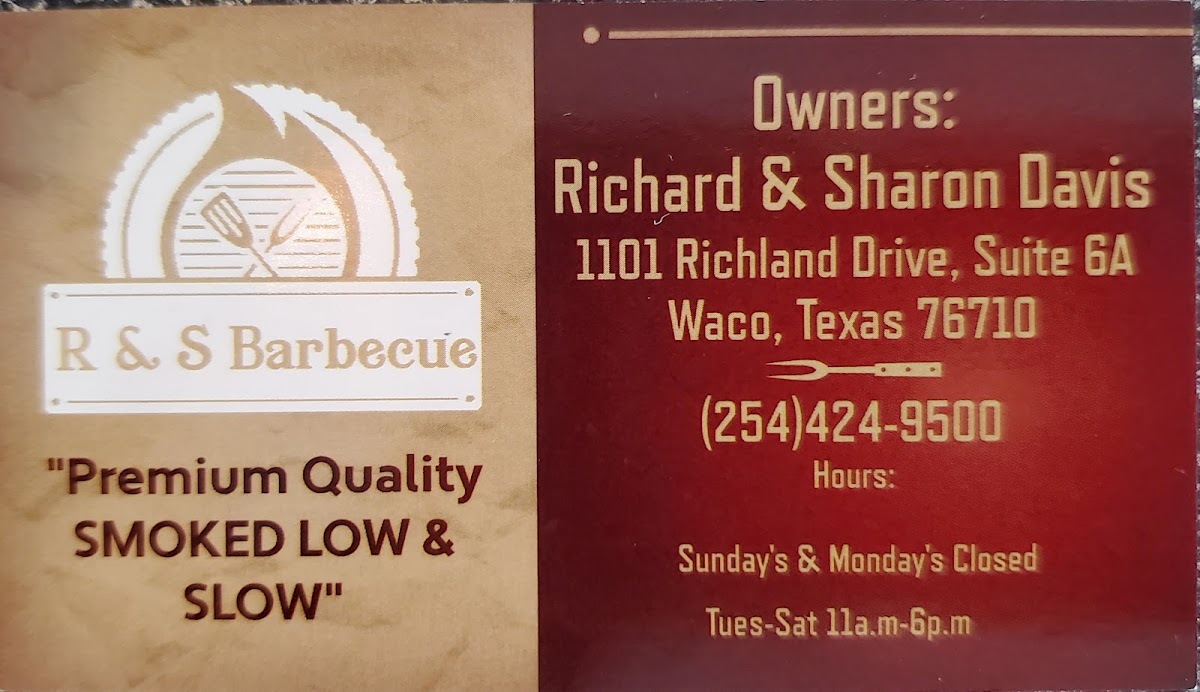 R & S Barbecue
"Premium Quality
SMOKED LOW &
SLOW"
Owners:
Richard & Sharon Davis
1101 Richland Drive, Suite 6A
Waco, Texas 76710
(254)424-9500
Hours:
Sunday's & Monday's Closed
Tues-Sat 11a.m-6p.m